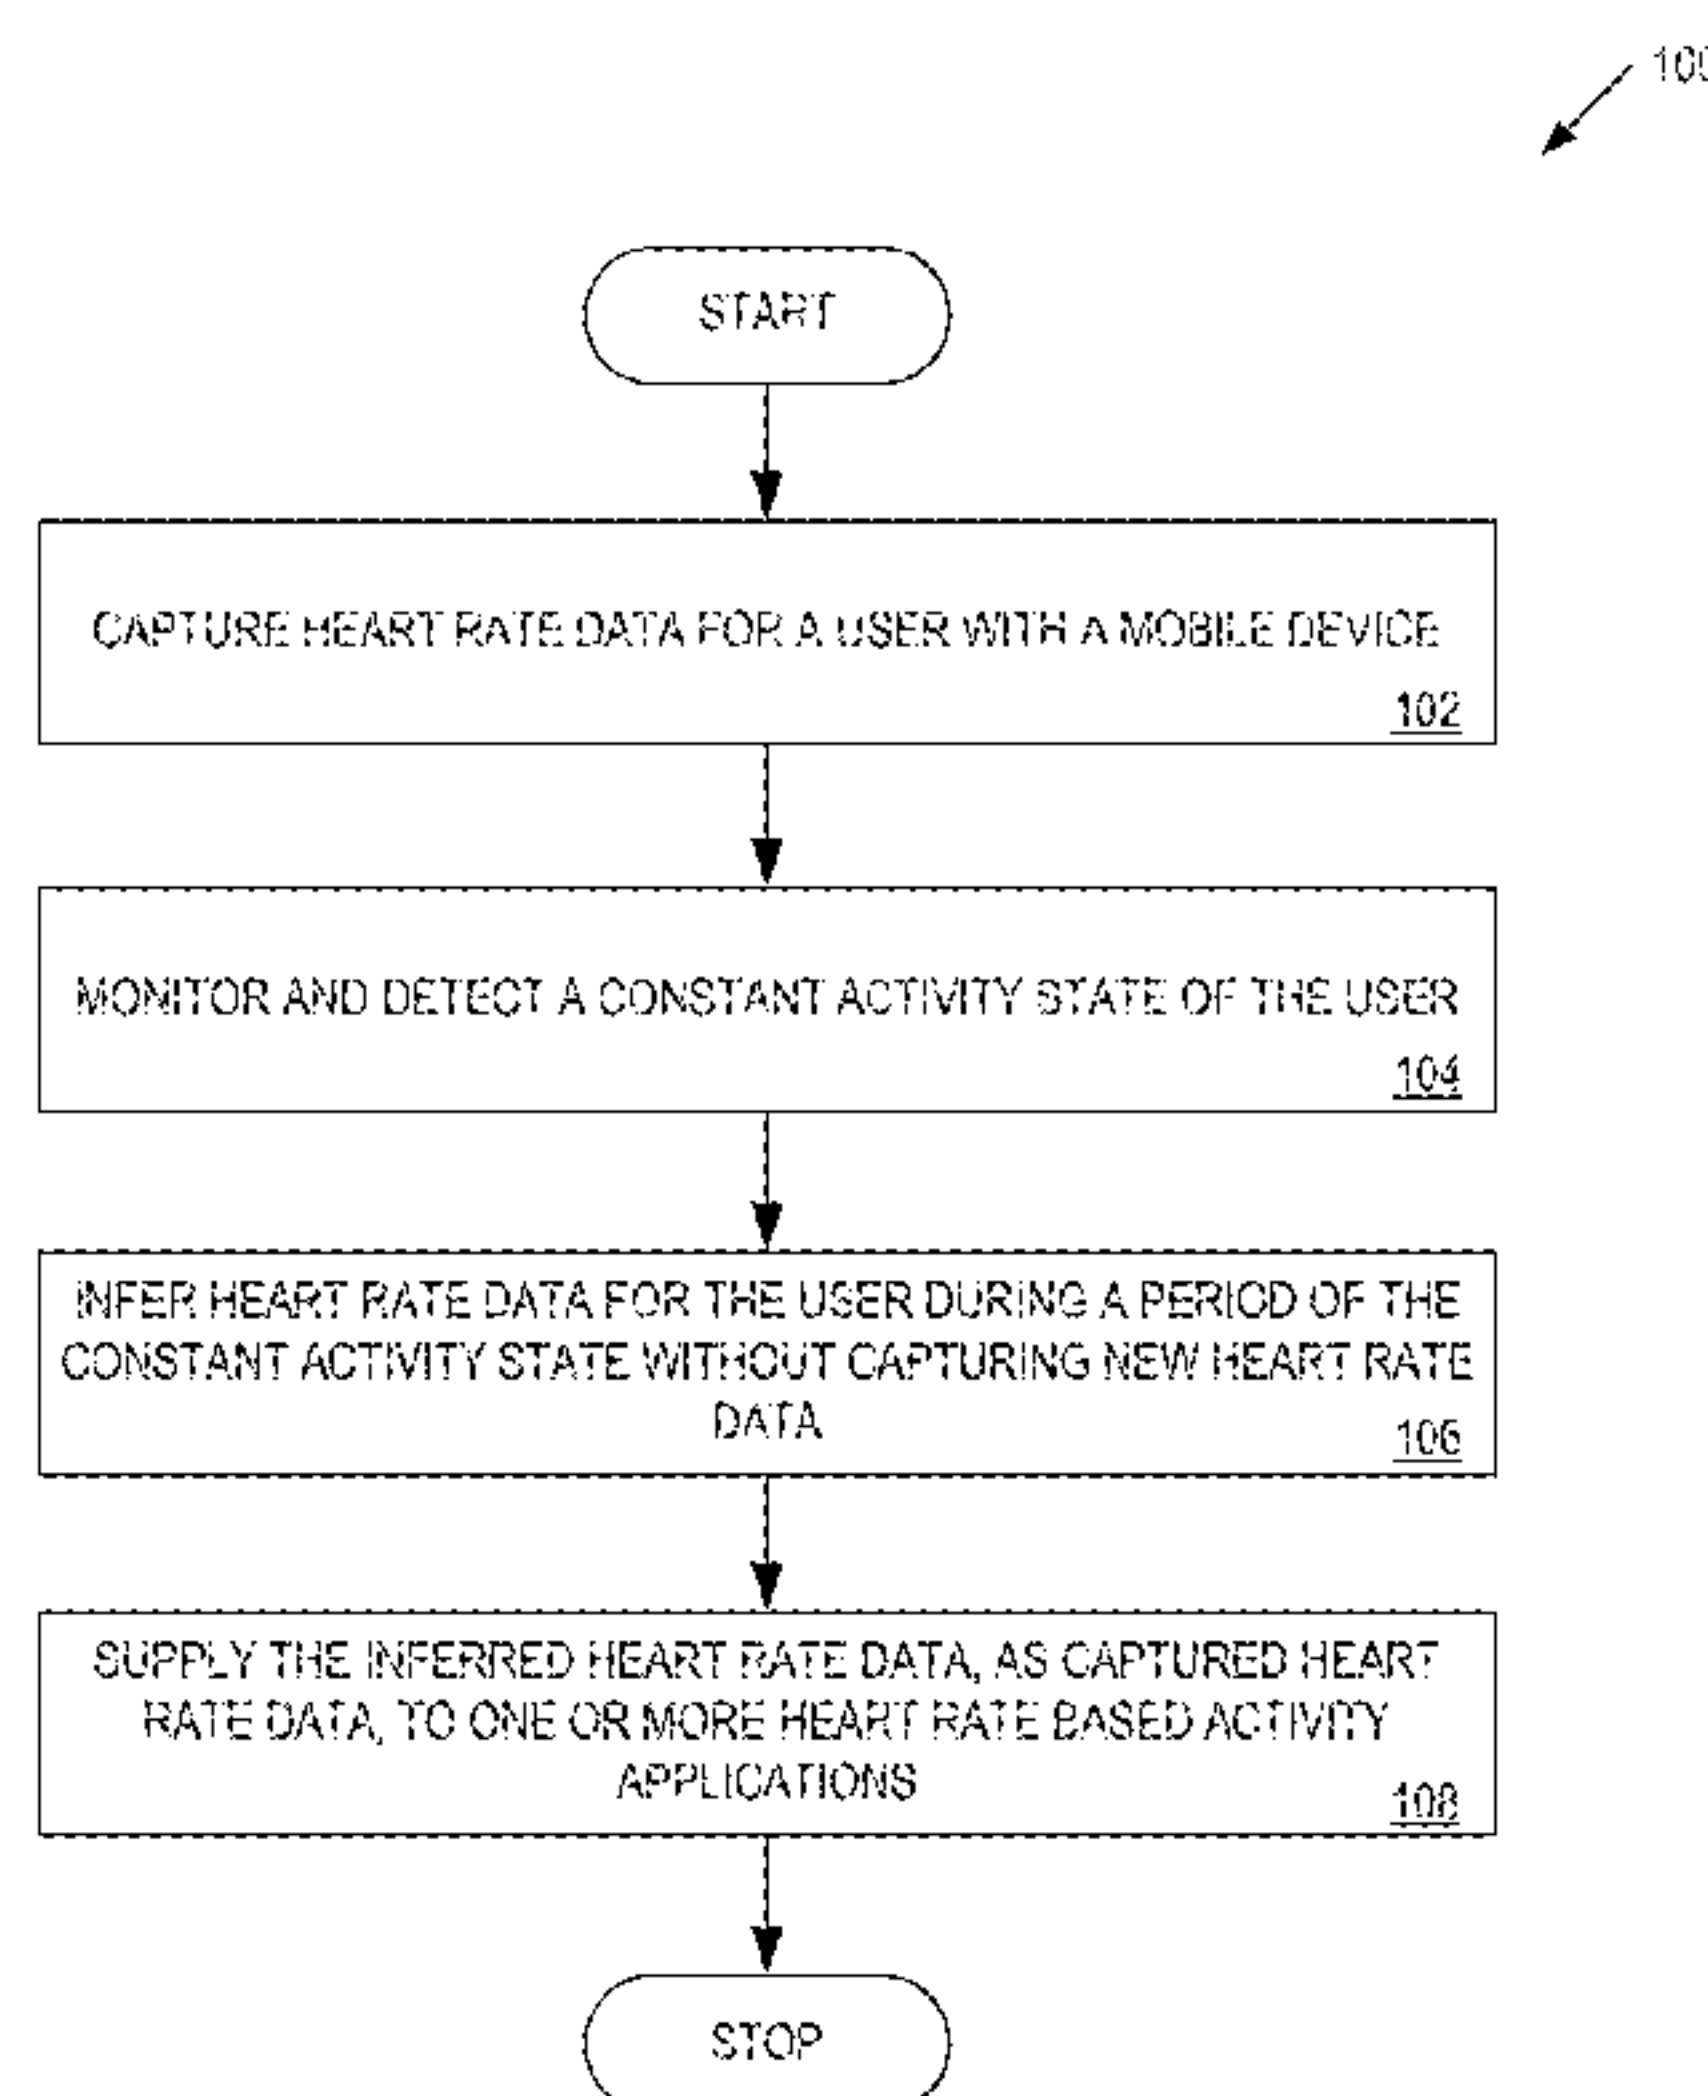 100
START
CAPTURE HEART RATE DATA FOR A USER WITH A MOBILE DEVICE
102
MONITOR AND DETECT A CONSTANT ACTIVITY STATE OF THE USER
104
INFER HEART RATE DATA FOR THE USER DURING A PERIOD OF THE
CONSTANT ACTIVITY STATE WITHOUT CAPTURING NEW HEART RATE
DATA
106
SUPPLY THE INFERRED HEART RATE DATA, AS CAPTURED HEART
RATE DATA, TO ONE OR MORE HEART RATE BASED ACTIVITY
APPLICATIONS
108
STOP